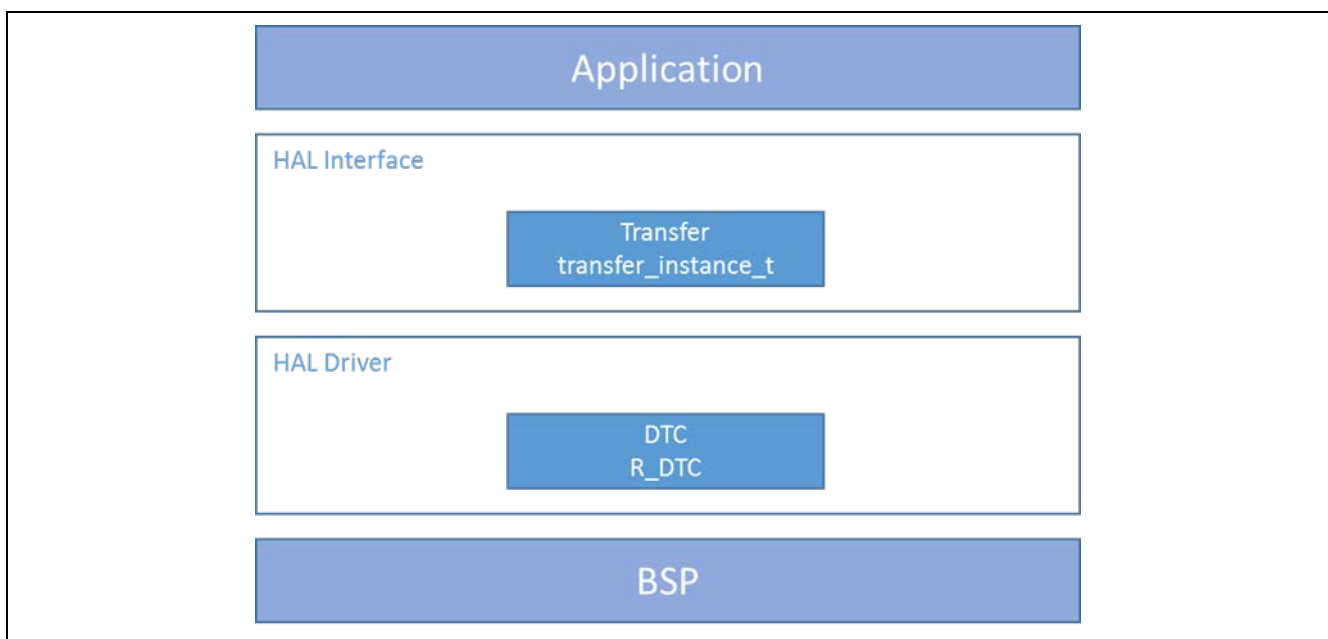 Application
HAL Interface
Transfer
transfer_instance_t
HAL Driver
DTC
R_DTC
BSP